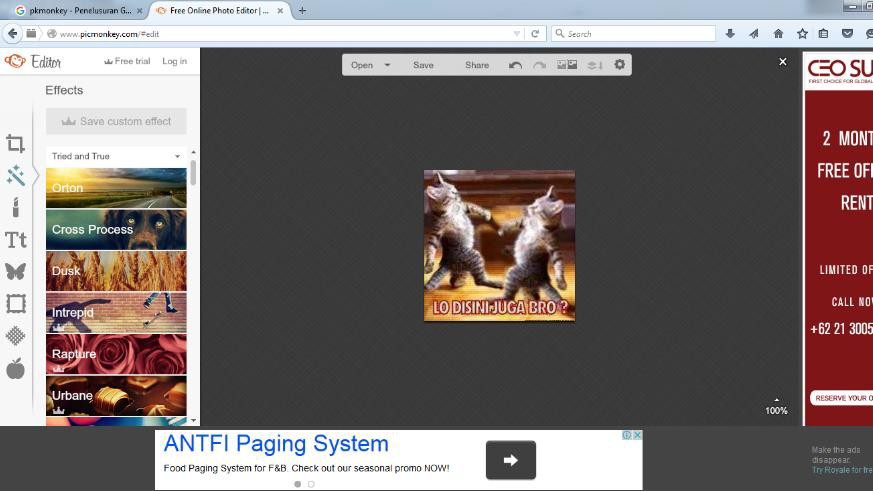 pkmonkey - Penelusuran G...
Free Online Photo Editor | ...
www.picmonkey.com/#edit
Search
Editor
Free trial
Log in
Open
Save
Share
Effects
Save custom effect
Tried and True
Orton
Cross Process
Dusk
Intrepid
Rapture
Urbane
LO DISINI JUGA BRO ?
100%
CEO SU
FIRST CHOICE FOR GLOBAL
2 MONT
FREE OF
RENT
LIMITED OF
CALL NO
+62 21 3005
RESERVE YOUR O
ANTFI Paging System
Food Paging System for F&B. Check out our seasonal promo NOW!
Make the ads
disappear.
Try Royale for fre